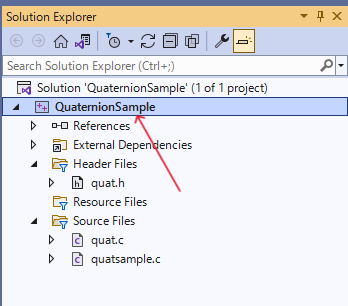 Solution Explorer
Search Solution Explorer (Ctrl+;)
Solution 'QuaternionSample' (1 of 1 project)
QuaternionSample
References
External Dependencies
Header Files
quat.h
Resource Files
Source Files
quat.c
quatsample.c